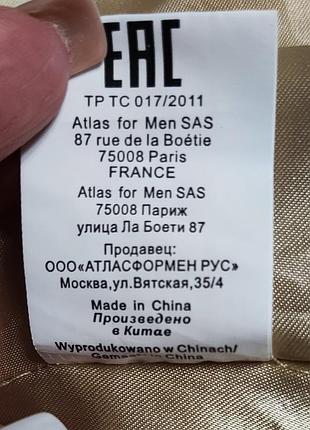 EAC
ТР ТС 017/2011
Atlas for Men SAS
87 rue de la Boétie
75008 Paris
FRANCE
Atlas for Men SAS
75008 Париж
улица Ла Боети 87
Продавец:
ООО«АТЛАСФОРМЕН РУС»
Москва,ул.Вятская,35/4
Made in China
Произведено
в Китае
Wyprodukowano w Chinach/
in China